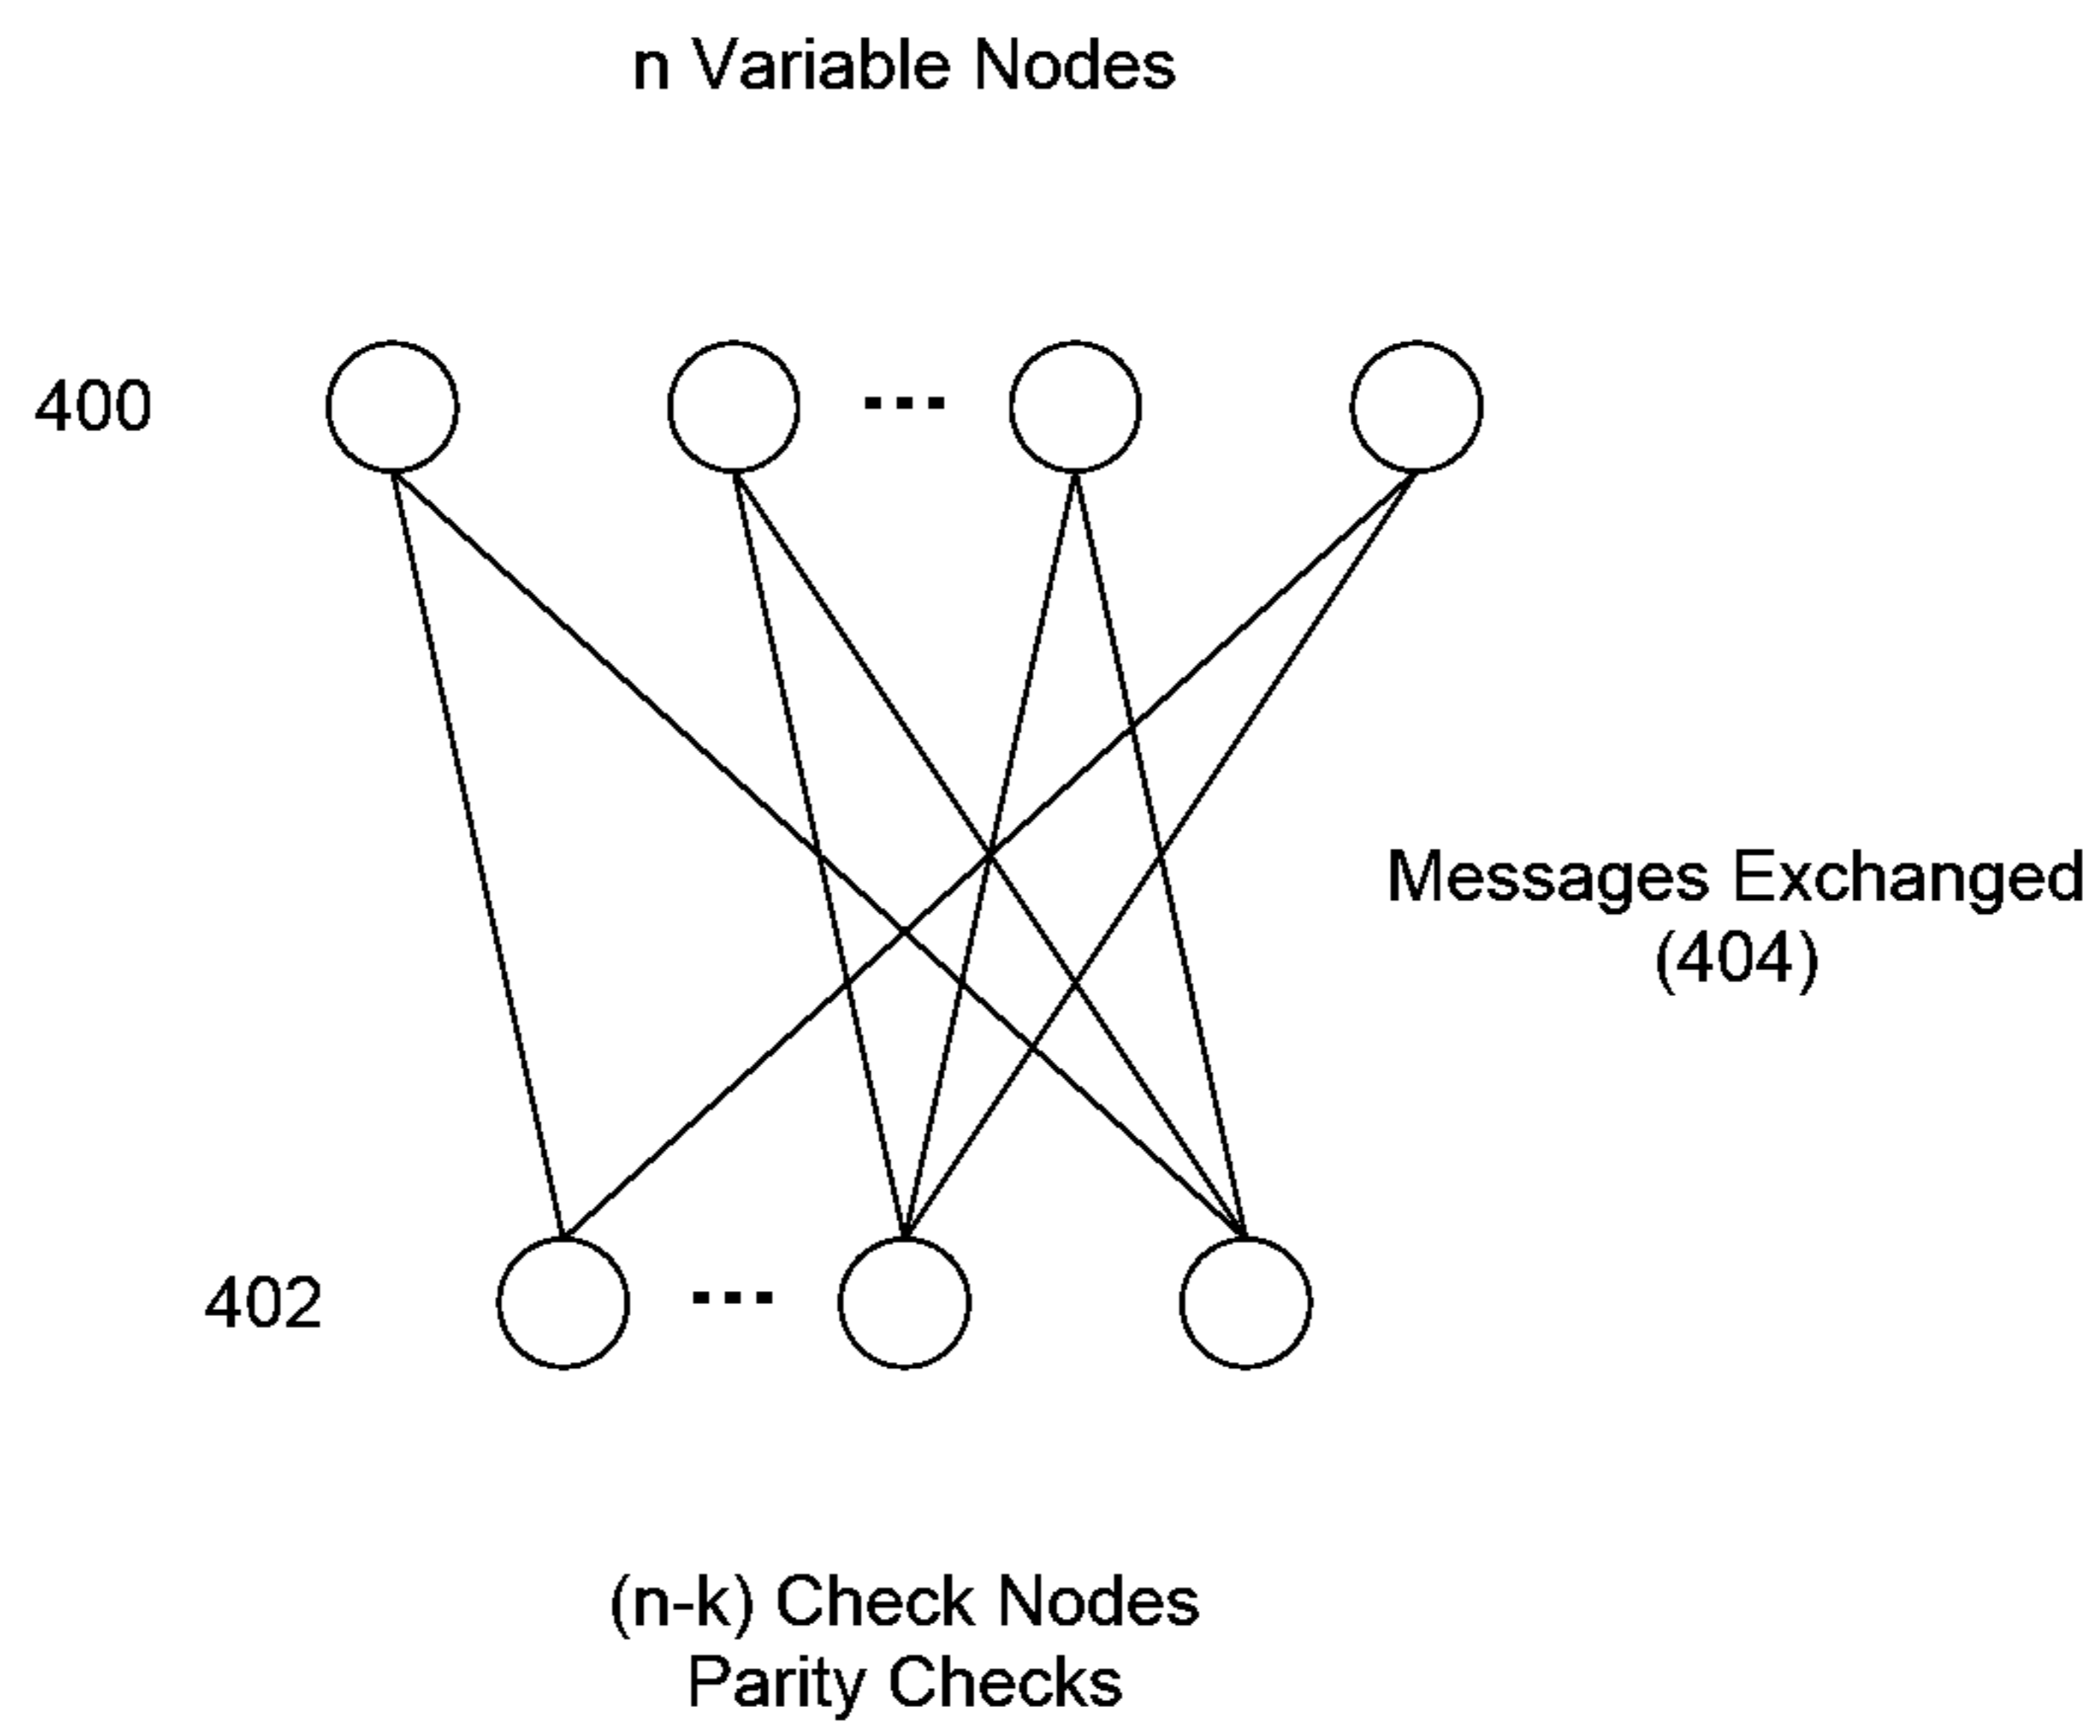 n Variable Nodes
400
...
Messages Exchanged
(404)
402
...
(n-k) Check Nodes
Parity Checks